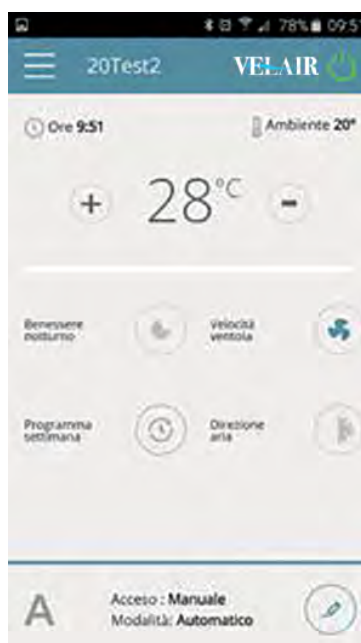 78% 09:5
20Test2 VELAIR
Ore 9:51 Ambiente 20°
+ 28°C -
Benessere notturno
Velocità ventola
Programma settimana
Direzione aria
A
Acceso : Manuale
Modalità: Automatico